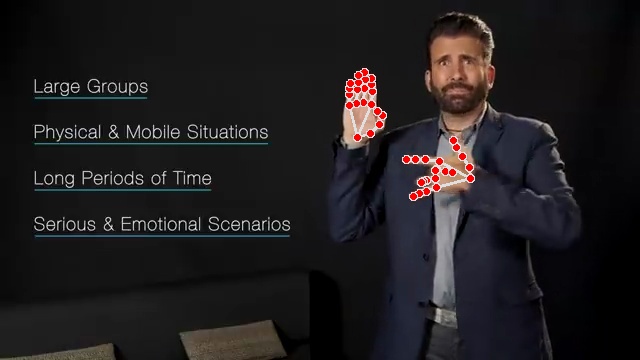 Large Groups
Physical & Mobile Situations
Long Periods of Time
Serious & Emotional Scenarios